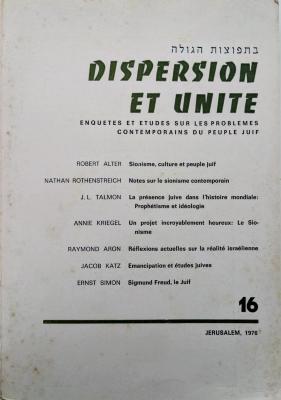 בתפוצות הגולה
DISPERSION
ET UNITE
ENQUETES ET ETUDES SUR LES PROBLEMES
CONTEMPORAINS DU PEUPLE JUIF
ROBERT ALTER Sionisme, culture et peuple juif
NATHAN ROTHENSTREICH Notes sur le sionisme contemporain
J. L. TALMON La présence juive dans l'histoire mondiale:
Prophétisme et idéologie
ANNIE KRIEGEL Un projet incroyablement heureux: Le Sio-
nisme
RAYMOND ARON Réflexions actuelles sur la réalité israélienne
JACOB KATZ Emancipation et études juives
ERNST SIMON Sigmund Freud, le Juif
16
JERUSALEM, 1976